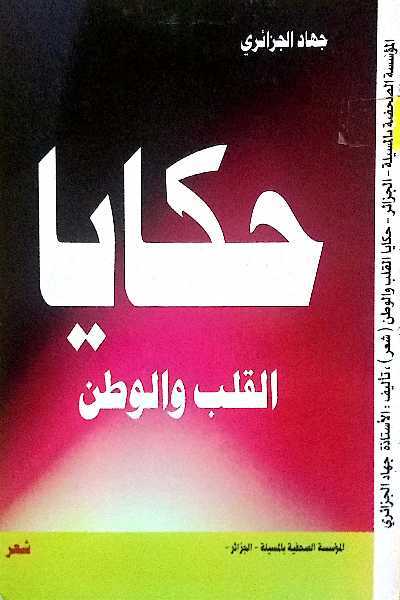 جهاد الجزائري
حكايا
القلب والوطن
المؤسسة الصحفية بالمسيلة - الجزائر -
شعر
المؤسسة الصحفية بالمسيلة - الجزائر - حكايا القلب والوطن ( شعر ) ، تأليف : الأستاذة جهاد الجزائري